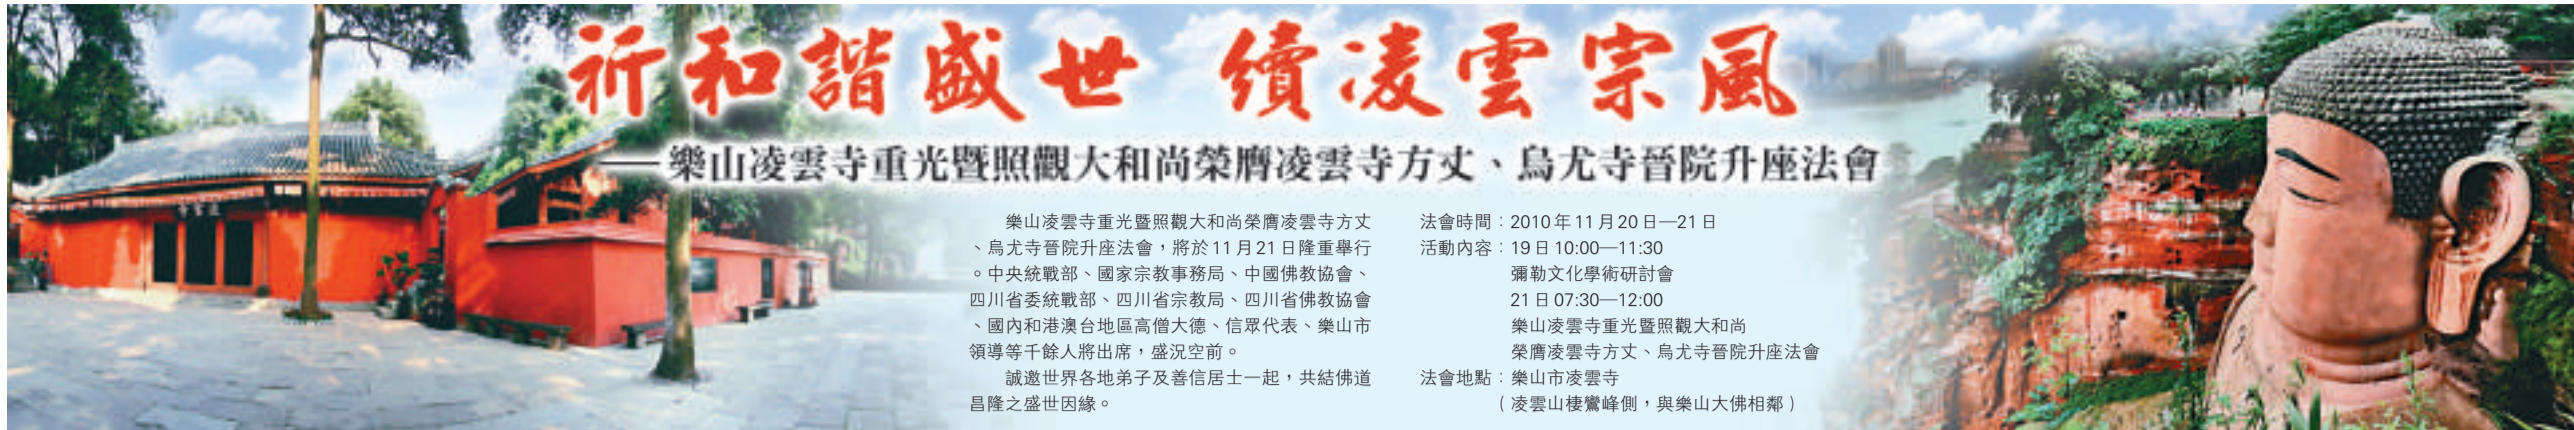 祈和諧盛世 續凌雲宗風
——樂山凌雲寺重光暨照觀大和尚榮膺凌雲寺方丈、烏尤寺晉院升座法會
樂山凌雲寺重光暨照觀大和尚榮膺凌雲寺方丈
、烏尤寺晉院升座法會，將於11月21日隆重舉行
。中央統戰部、國家宗教事務局、中國佛教協會、
四川省委統戰部、四川省宗教局、四川省佛教協會
、國內和港澳台地區高僧大德、信眾代表、樂山市
領導等千餘人將出席，盛況空前。
誠邀世界各地弟子及善信居士一起，共結佛道
昌隆之盛世因緣。
法會時間：2010年11月20日—21日
活動內容：19日10:00—11:30
彌勒文化學術研討會
21日07:30—12:00
樂山凌雲寺重光暨照觀大和尚
榮膺凌雲寺方丈、烏尤寺晉院升座法會
法會地點：樂山市凌雲寺
（凌雲山棲鸞峰側，與樂山大佛相鄰）